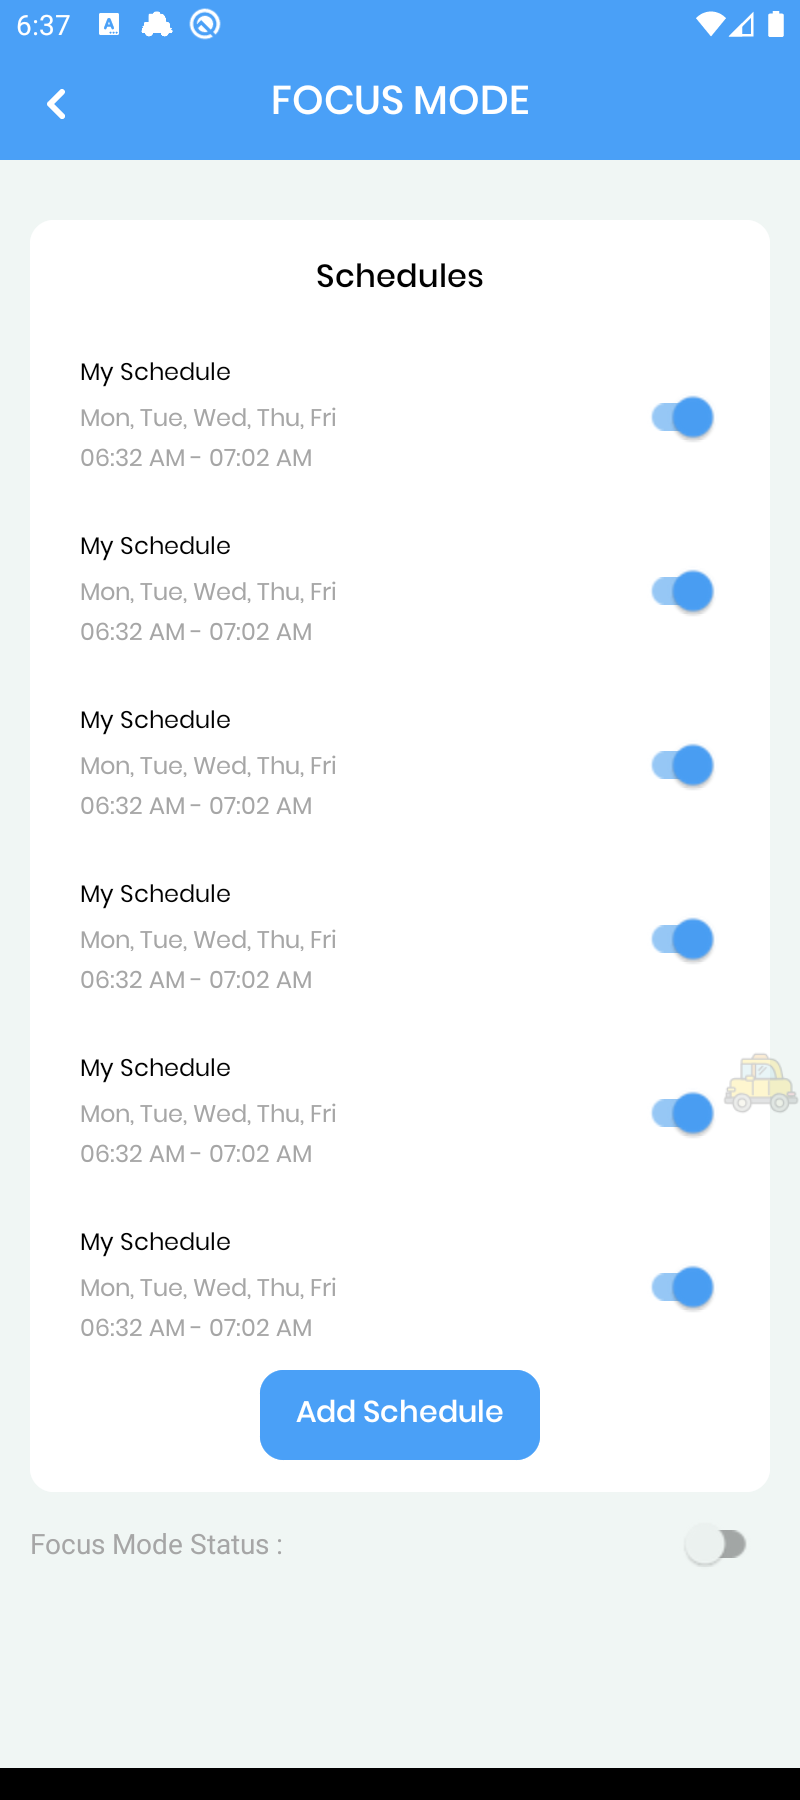 6:37
FOCUS MODE
Schedules
My Schedule
Mon, Tue, Wed, Thu, Fri
06:32 AM - 07:02 AM
My Schedule
Mon, Tue, Wed, Thu, Fri
06:32 AM - 07:02 AM
My Schedule
Mon, Tue, Wed, Thu, Fri
06:32 AM - 07:02 AM
My Schedule
Mon, Tue, Wed, Thu, Fri
06:32 AM - 07:02 AM
My Schedule
Mon, Tue, Wed, Thu, Fri
06:32 AM - 07:02 AM
My Schedule
Mon, Tue, Wed, Thu, Fri
06:32 AM - 07:02 AM
Add Schedule
Focus Mode Status :